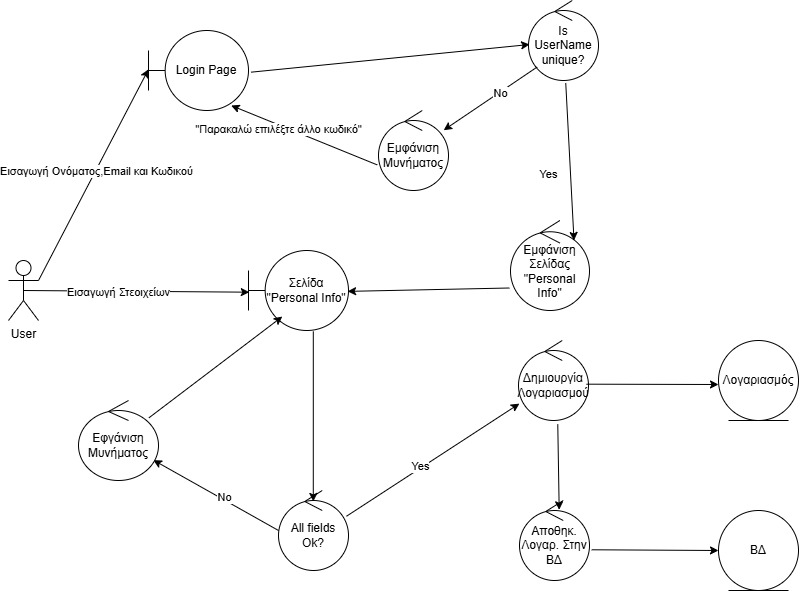 Is
UserName
unique?
Login Page
No
"Παρακαλώ επιλέξτε άλλο κωδικό"
Εμφάνιση
Μυνήματος
Εισαγωγή Ονόματος,Email και Κωδικού
Yes
Εμφάνιση
Σελίδας
"Personal
Info"
Σελίδα
"Personal Info"
Εισαγωγή Στεοιχείων
User
Δημιουργία
Λογαριασμού
Λογαριασμός
Εφγάνιση
Μυνήματος
Yes
No
All fields
Ok?
Αποθηκ.
Λογαρ. Στην
ΒΔ
ΒΔ